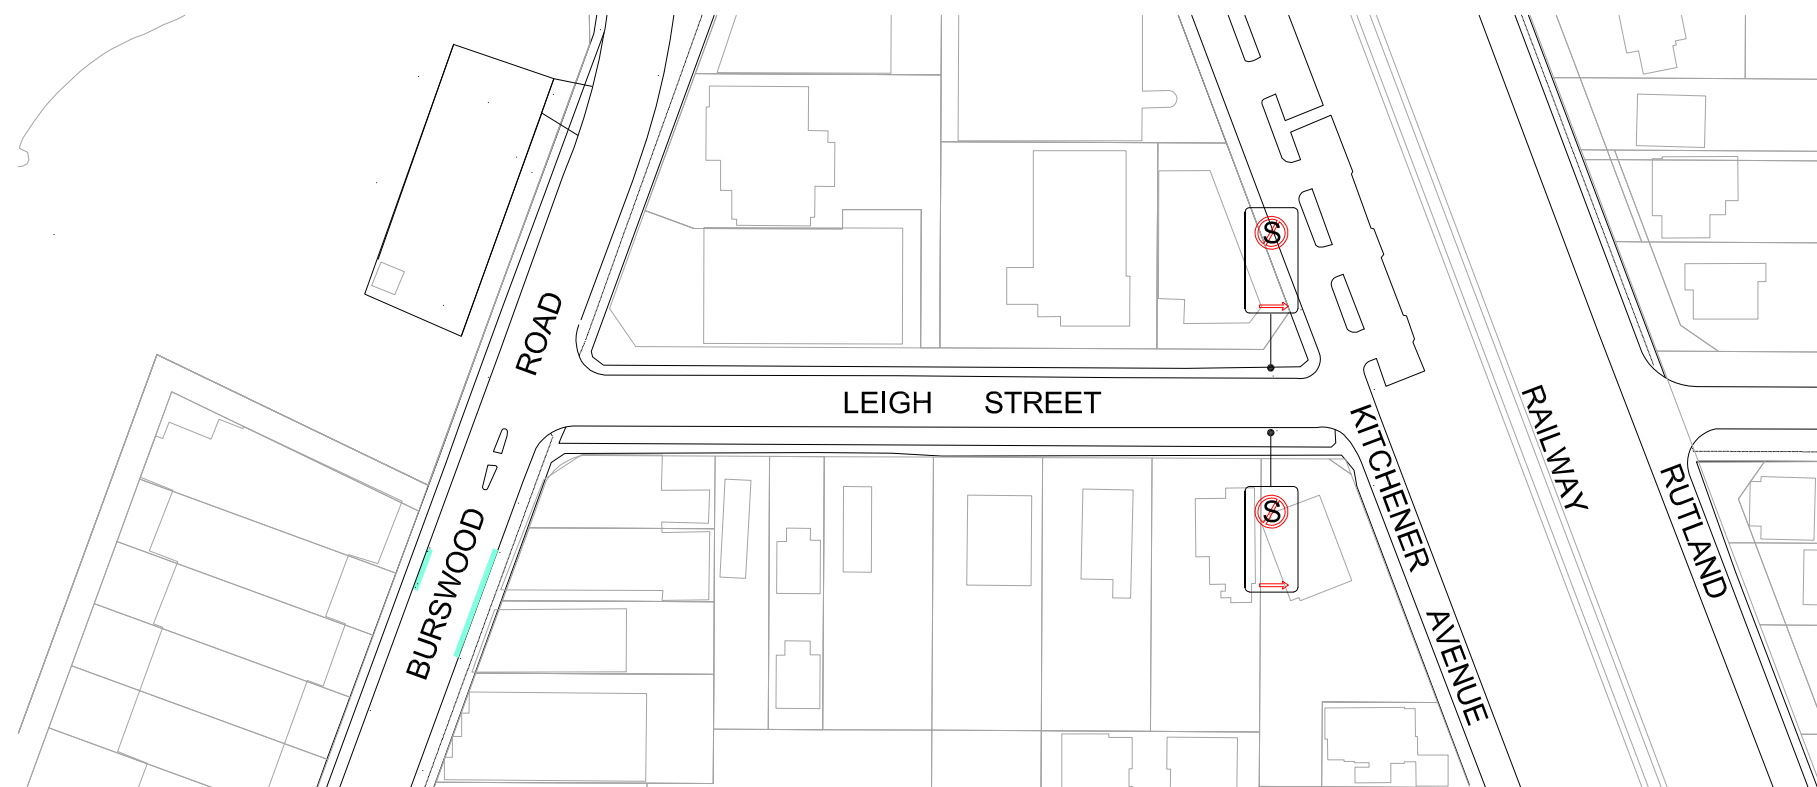 S
ROAD
LEIGH STREET
KITCHENER
RAILWAY
RUTLAND
S
BURSWOOD
AVENUE